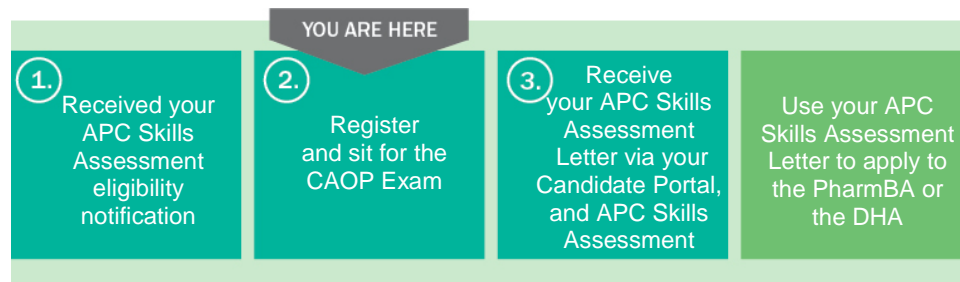 YOU ARE HERE
1.
Received your
APC Skills
Assessment
eligibility
notification
2.
Register
and sit for the
CAOP Exam
3.
Receive
your APC Skills
Assessment
Letter via your
Candidate Portal,
and APC Skills
Assessment
Use your APC
Skills Assessment
Letter to apply to
the PharmBA or
the DHA